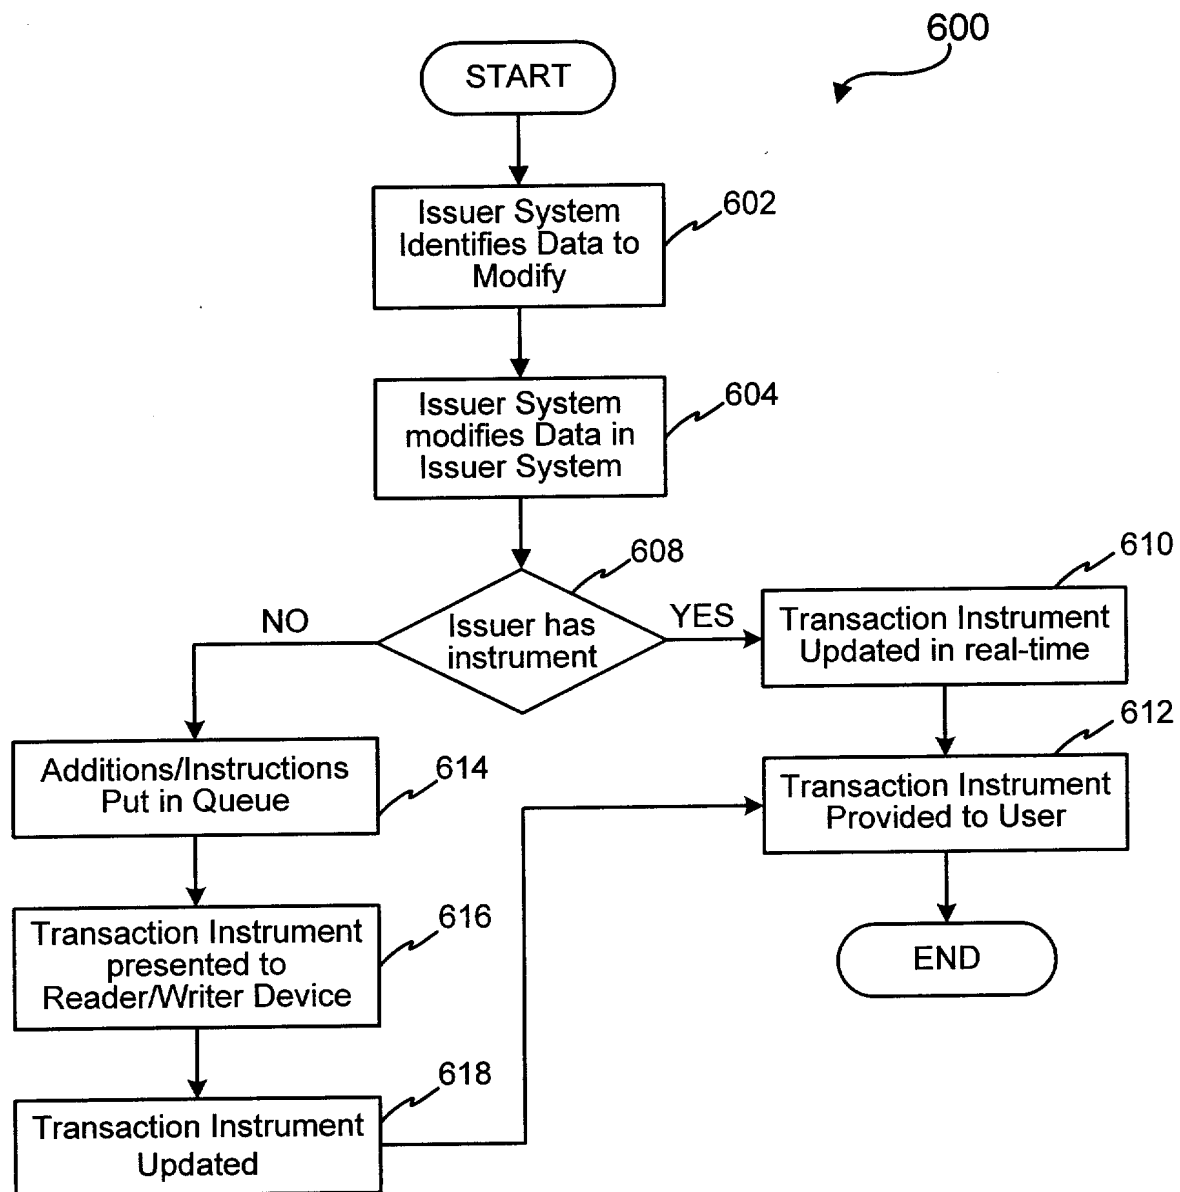 600
START
Issuer System
Identifies Data to
Modify
602
Issuer System
modifies Data in
Issuer System
604
608
Issuer has
instrument
NO
YES
610
Transaction Instrument
Updated in real-time
612
Transaction Instrument
Provided to User
END
Additions/Instructions
Put in Queue
614
Transaction Instrument
presented to
Reader/Writer Device
616
Transaction Instrument
Updated
618